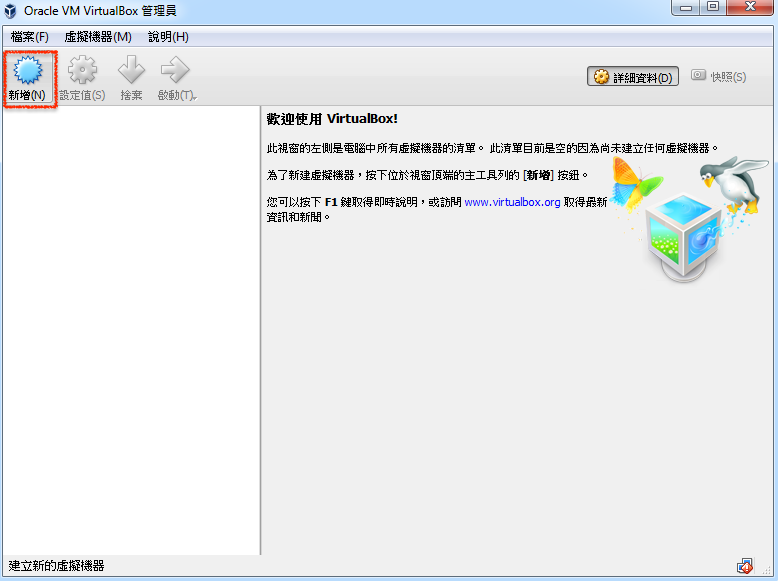 Oracle VM VirtualBox 管理員
檔案(F) 虛擬機器(M) 說明(H)
新增(N) 設定值(S) 捨棄 啟動(T) 詳細資料(D) 快照(S)
歡迎使用 VirtualBox!
此視窗的左側是電腦中所有虛擬機器的清單。 此清單目前是空的因為尚未建立任何虛擬機器。
為了新建虛擬機器，按下位於視窗頂端的主工具列的 [新增] 按鈕。
您可以按下 F1 鍵取得即時說明，或訪問 www.virtualbox.org 取得最新
資訊和新聞。
建立新的虛擬機器